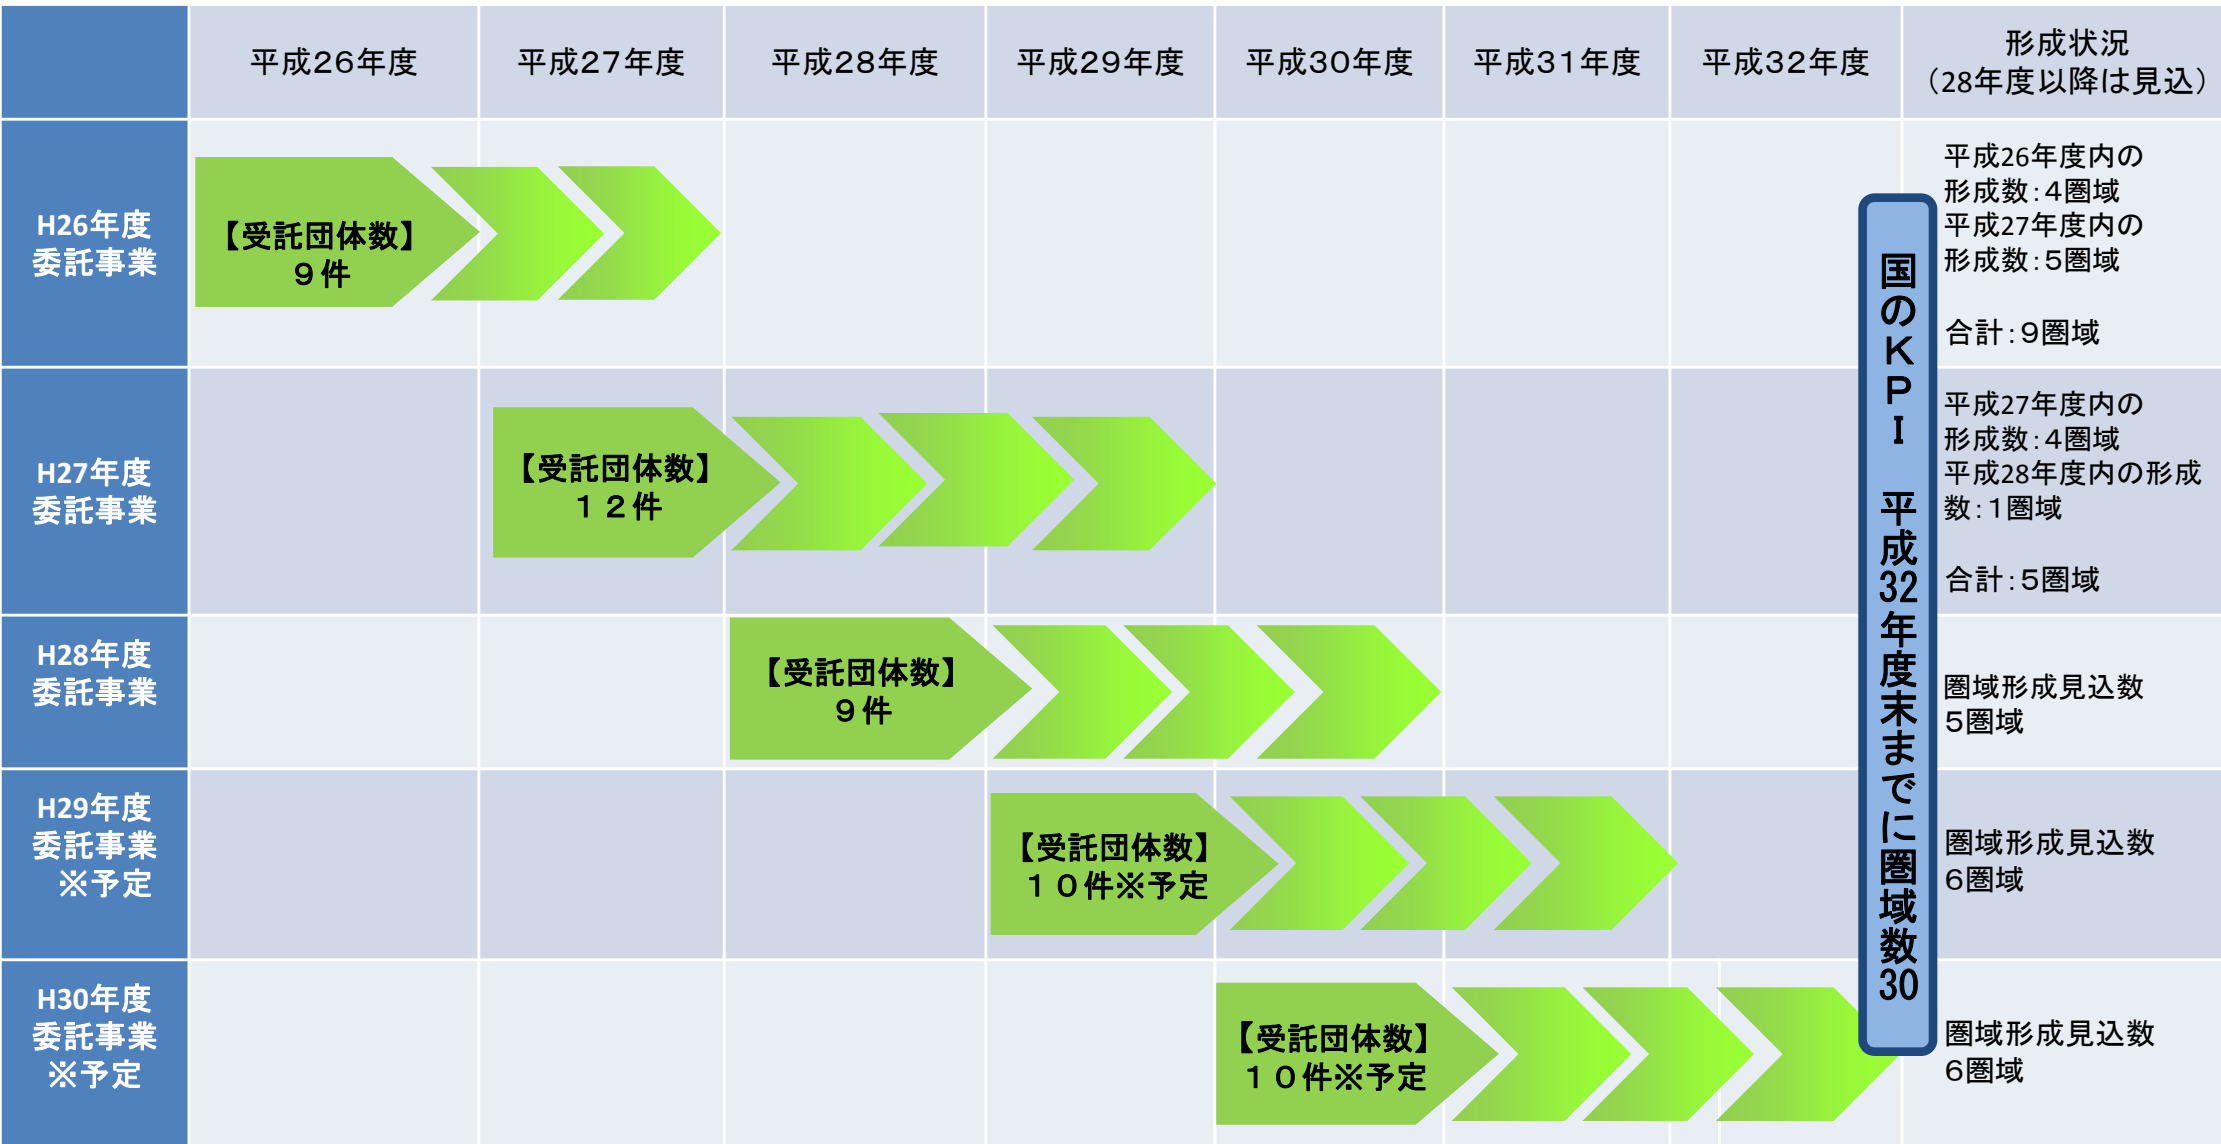 平成26年度
平成27年度
平成28年度
平成29年度
平成30年度
平成31年度
平成32年度
形成状況
（28年度以降は見込）
H26年度
委託事業
【受託団体数】
９件
平成26年度内の
形成数：4圏域
平成27年度内の
形成数：5圏域
合計：9圏域
H27年度
委託事業
【受託団体数】
１２件
平成27年度内の
形成数：4圏域
平成28年度内の形成
数：1圏域
合計：5圏域
H28年度
委託事業
【受託団体数】
９件
圏域形成見込数
5圏域
H29年度
委託事業
※予定
【受託団体数】
１０件※予定
圏域形成見込数
6圏域
H30年度
委託事業
※予定
【受託団体数】
１０件※予定
圏域形成見込数
6圏域
国のＫＰＩ　平成32年度末までに圏域数30